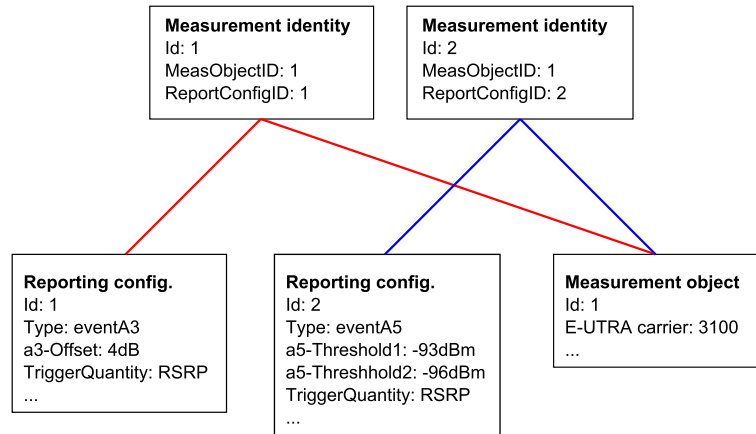 Measurement identity
Id: 1
MeasObjectID: 1
ReportConfigID: 1
Measurement identity
Id: 2
MeasObjectID: 1
ReportConfigID: 2
Reporting config.
Id: 1
Type: eventA3
a3-Offset: 4dB
TriggerQuantity: RSRP
...
Reporting config.
Id: 2
Type: eventA5
a5-Threshold1: -93dBm
a5-Threshhold2: -96dBm
TriggerQuantity: RSRP
...
Measurement object
Id: 1
E-UTRA carrier: 3100
...